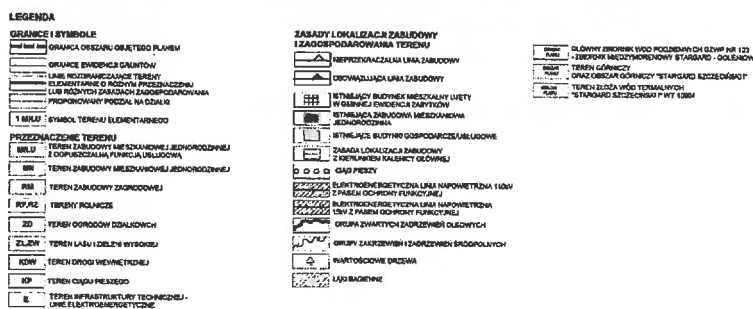 LEGENDA
GRANICE I SYMBOLE
GRANICA OBSZARU OBJĘTEGO PLANEM
GRANICE EWIDENCJI GRUNTÓW
LINIE ROZGRANICZAJĄCE TERENY
ELEMENTARNE O RÓŻNYM PRZEZNACZENIU
LUB RÓŻNYCH ZASADACH ZAGOSPODAROWANIA
PROPONOWANY PODZIAŁ NA DZIAŁKI
SYMBOL TERENU ELEMENTARNEGO
PRZEZNACZENIE TERENU
TEREN ZABUDOWY MIESZKANIOWEJ JEDNORODZINNEJ
Z DOPUSZCZALNĄ FUNKCJĄ USŁUGOWĄ
MN TEREN ZABUDOWY MIESZKANIOWEJ JEDNORODZINNEJ
RM TEREN ZABUDOWY ZAGRODOWEJ
RP,RZ TERENY ROLNICZE
ZD TEREN OGRODÓW DZIAŁKOWYCH
ZL,ZW TEREN LASU I ZIELENI WYSOKIEJ
KDW TEREN DROGI WEWNĘTRZNEJ
KP TEREN CIĄGU PIESZEGO
E TEREN INFRASTRUKTURY TECHNICZNEJ -
LINIE ELEKTROENERGETYCZNE
ZASADY LOKALIZACJI ZABUDOWY
I ZAGOSPODAROWANIA TERENU
NIEPRZEKRACZALNA LINIA ZABUDOWY
OBOWIĄZUJĄCA LINIA ZABUDOWY
ISTNIEJĄCY BUDYNEK MIESZKALNY UJĘTY
W GMINNEJ EWIDENCJI ZABYTKÓW
ISTNIEJĄCA ZABUDOWA MIESZKANIOWA
JEDNORODZINNA
ISTNIEJĄCE BUDYNKI GOSPODARCZE/USŁUGOWE
ZASADA LOKALIZACJI ZABUDOWY
Z KIERUNKIEM KALENICY GŁÓWNEJ
CIĄG PIESZY
ELEKTROENERGETYCZNA LINIA NAPOWIETRZNA 110kV
Z PASEM OCHRONY FUNKCYJNEJ
ELEKTROENERGETYCZNA LINIA NAPOWIETRZNA
15kV Z PASEM OCHRONY FUNKCYJNEJ
GRUPA ZWARTYCH ZADRZEWIEŃ OLSOWYCH
GRUPY ZAKRZEWIEŃ I ZADRZEWIEŃ ŚRÓDPOLNYCH
WARTOŚCIOWE DRZEWA
ŁĄKI BAGIENNE
GŁÓWNY ZBIORNIK WÓD PODZIEMNYCH GZWP NR 123
- ZBIORNIK MIĘDZYMORENOWY STARGARD - GOLENIÓW
TEREN GÓRNICZY
ORAZ OBSZAR GÓRNICZY "STARGARD SZCZECIŃSKI I"
TEREN ZŁOŻA WÓD TERMALNYCH
"STARGARD SZCZECIŃSKI I"